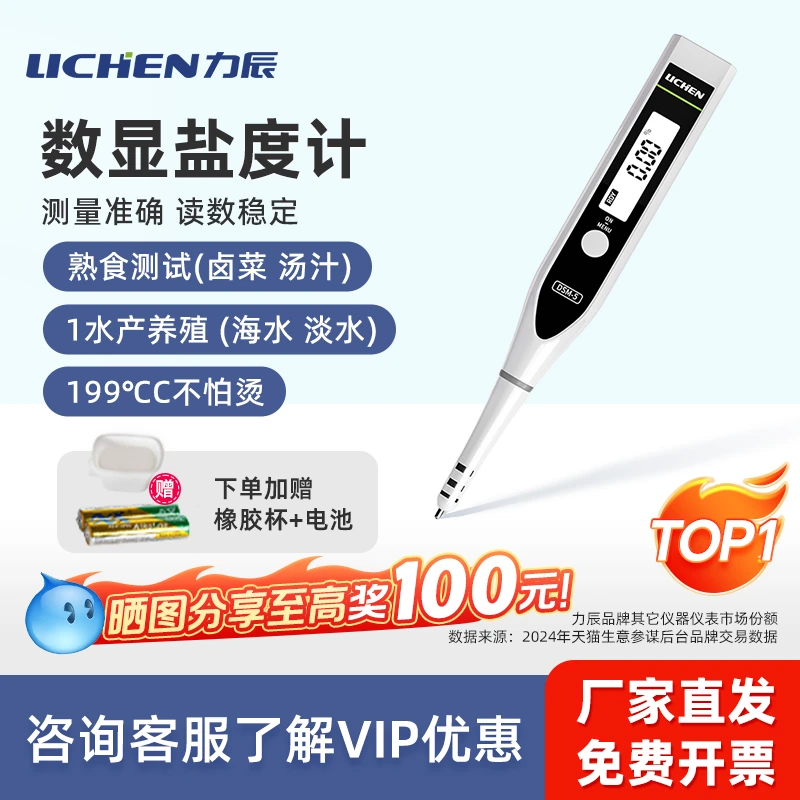 LICHEN力辰
数显盐度计
测量准确 读数稳定
熟食测试(卤菜 汤汁)
1水产养殖 (海水 淡水)
199℃C不怕烫
赠
下单加赠
橡胶杯+电池
LICHEN
0.00
ON
MENU
DSM-5
TOP1
晒图分享至高奖100元!
力辰品牌其它仪器仪表市场份额
数据来源：2024年天猫生意参谋后台品牌交易数据
咨询客服了解VIP优惠
厂家直发
免费开票